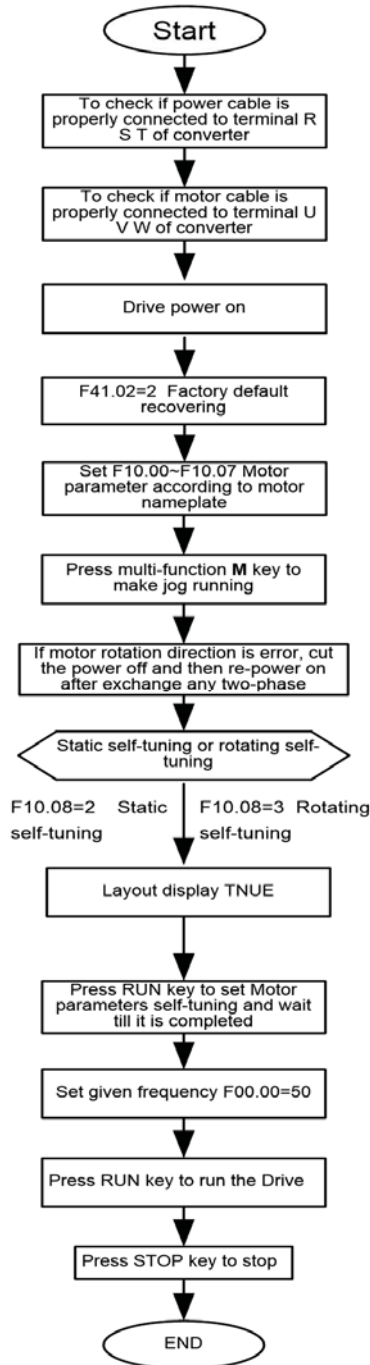 Start
To check if power cable is
properly connected to terminal R
S T of converter
To check if motor cable is
properly connected to terminal U
V W of converter
Drive power on
F41.02=2 Factory default
recovering
Set F10.00~F10.07 Motor
parameter according to motor
nameplate
Press multi-function M key to
make jog running
If motor rotation direction is error, cut
the power off and then re-power on
after exchange any two-phase
Static self-tuning or rotating self-
tuning
F10.08=2 Static
self-tuning
F10.08=3 Rotating
self-tuning
Layout display TNUE
Press RUN key to set Motor
parameters self-tuning and wait
till it is completed
Set given frequency F00.00=50
Press RUN key to run the Drive
Press STOP key to stop
END